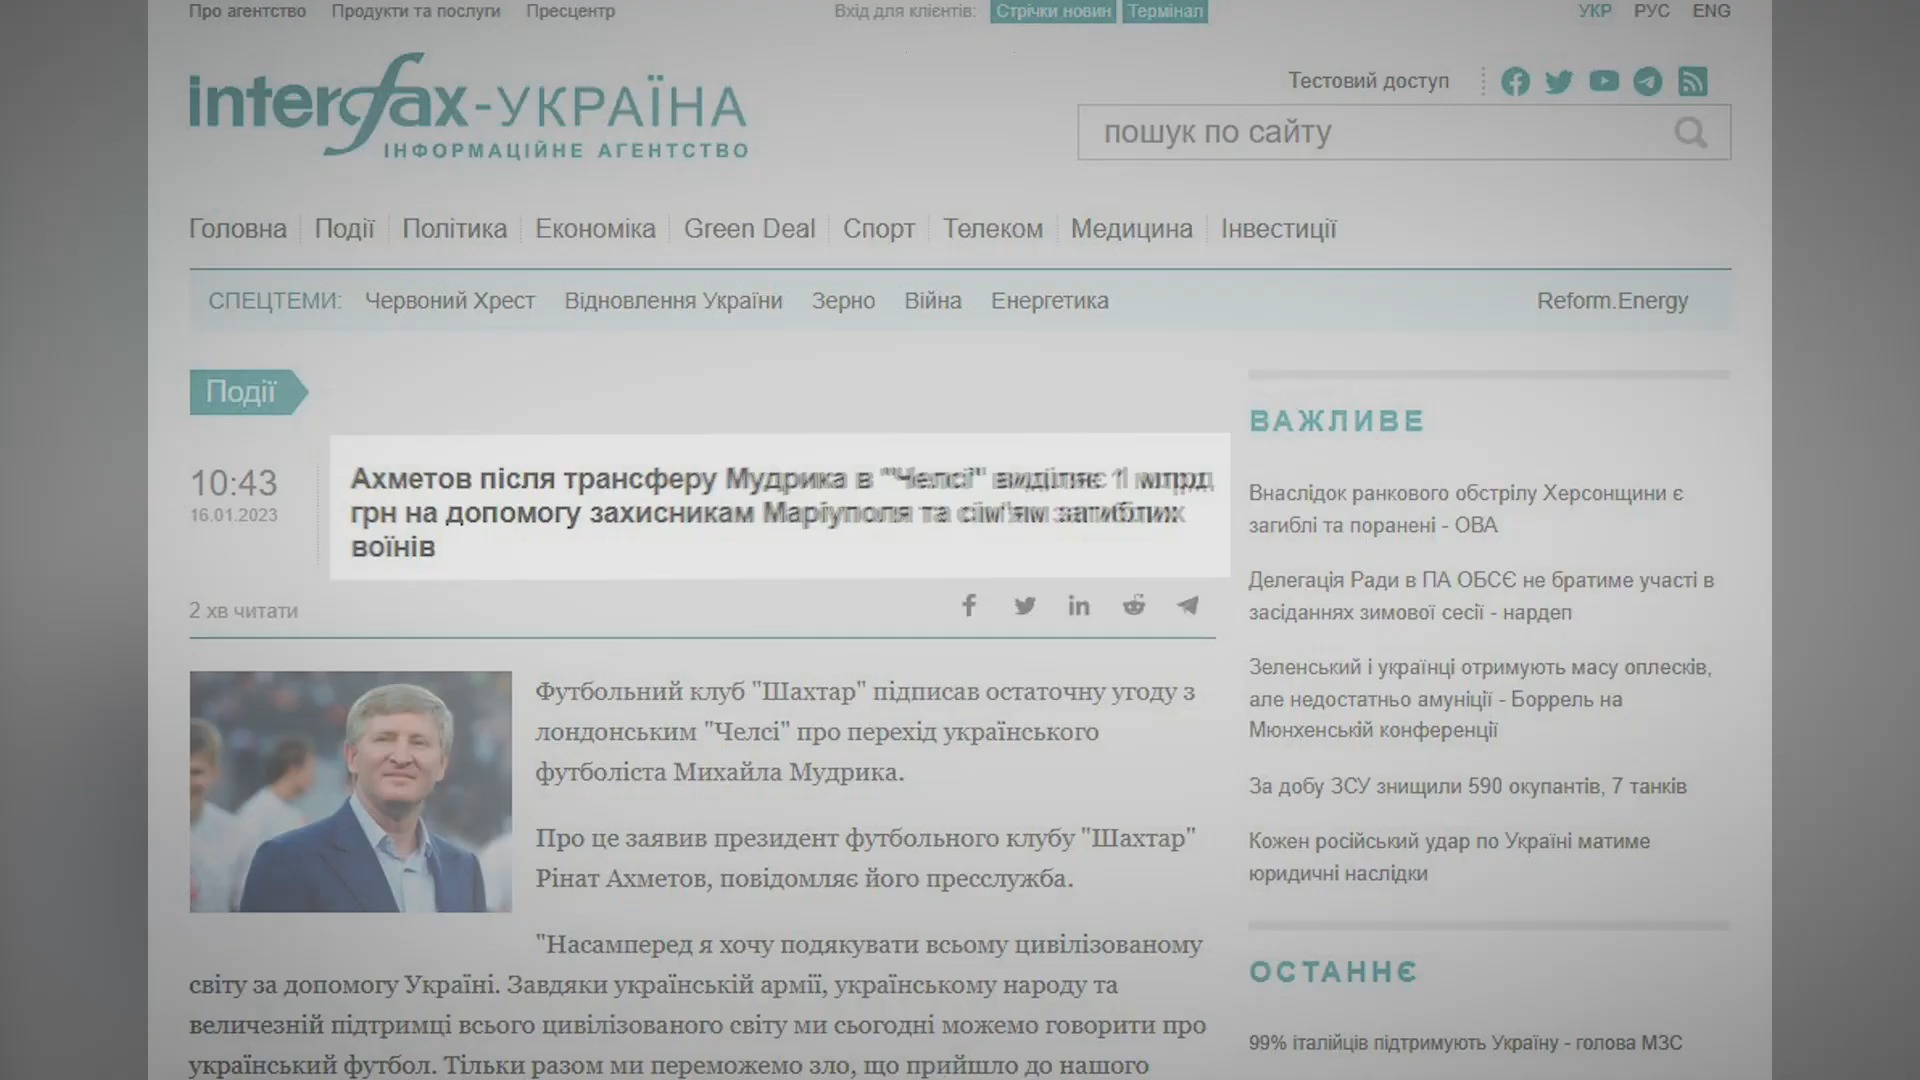 Про агентство Продукти та послуги Пресцентр Вхід для клієнтів: Стрічки новин Термінал УКР РУС ENG
interfax-УКРАЇНА
ІНФОРМАЦІЙНЕ АГЕНТСТВО
Тестовий доступ
пошук по сайту
Головна Події Політика Економіка Green Deal Спорт Телеком Медицина Інвестиції
СПЕЦТЕМИ: Червоний Хрест Відновлення України Зерно Війна Енергетика Reform.Energy
Події
10:43
16.01.2023
Ахметов після трансферу Мудрика в "Челсі" виділяє 1 млрд
грн на допомогу захисникам Маріуполя та сім'ям загиблих
воїнів
2 хв читати
Футбольний клуб "Шахтар" підписав остаточну угоду з
лондонським "Челсі" про перехід українського
футболіста Михайла Мудрика.
Про це заявив президент футбольного клубу "Шахтар"
Рінат Ахметов, повідомляє його пресслужба.
"Насамперед я хочу подякувати всьому цивілізованому
світу за допомогу Україні. Завдяки українській армії, українському народу та
величезній підтримці всього цивілізованого світу ми сьогодні можемо говорити про
український футбол. Тільки разом ми переможемо зло, що прийшло до нашого
ВАЖЛИВЕ
Внаслідок ранкового обстрілу Херсонщини є
загиблі та поранені - ОВА
Делегація Ради в ПА ОБСЄ не братиме участі в
засіданнях зимової сесії - нардеп
Зеленський і українці отримують масу оплесків,
але недостатньо амуніції - Боррель на
Мюнхенській конференції
За добу ЗСУ знищили 590 окупантів, 7 танків
Кожен російський удар по Україні матиме
юридичні наслідки
ОСТАННЄ
99% італійців підтримують Україну - голова МЗС